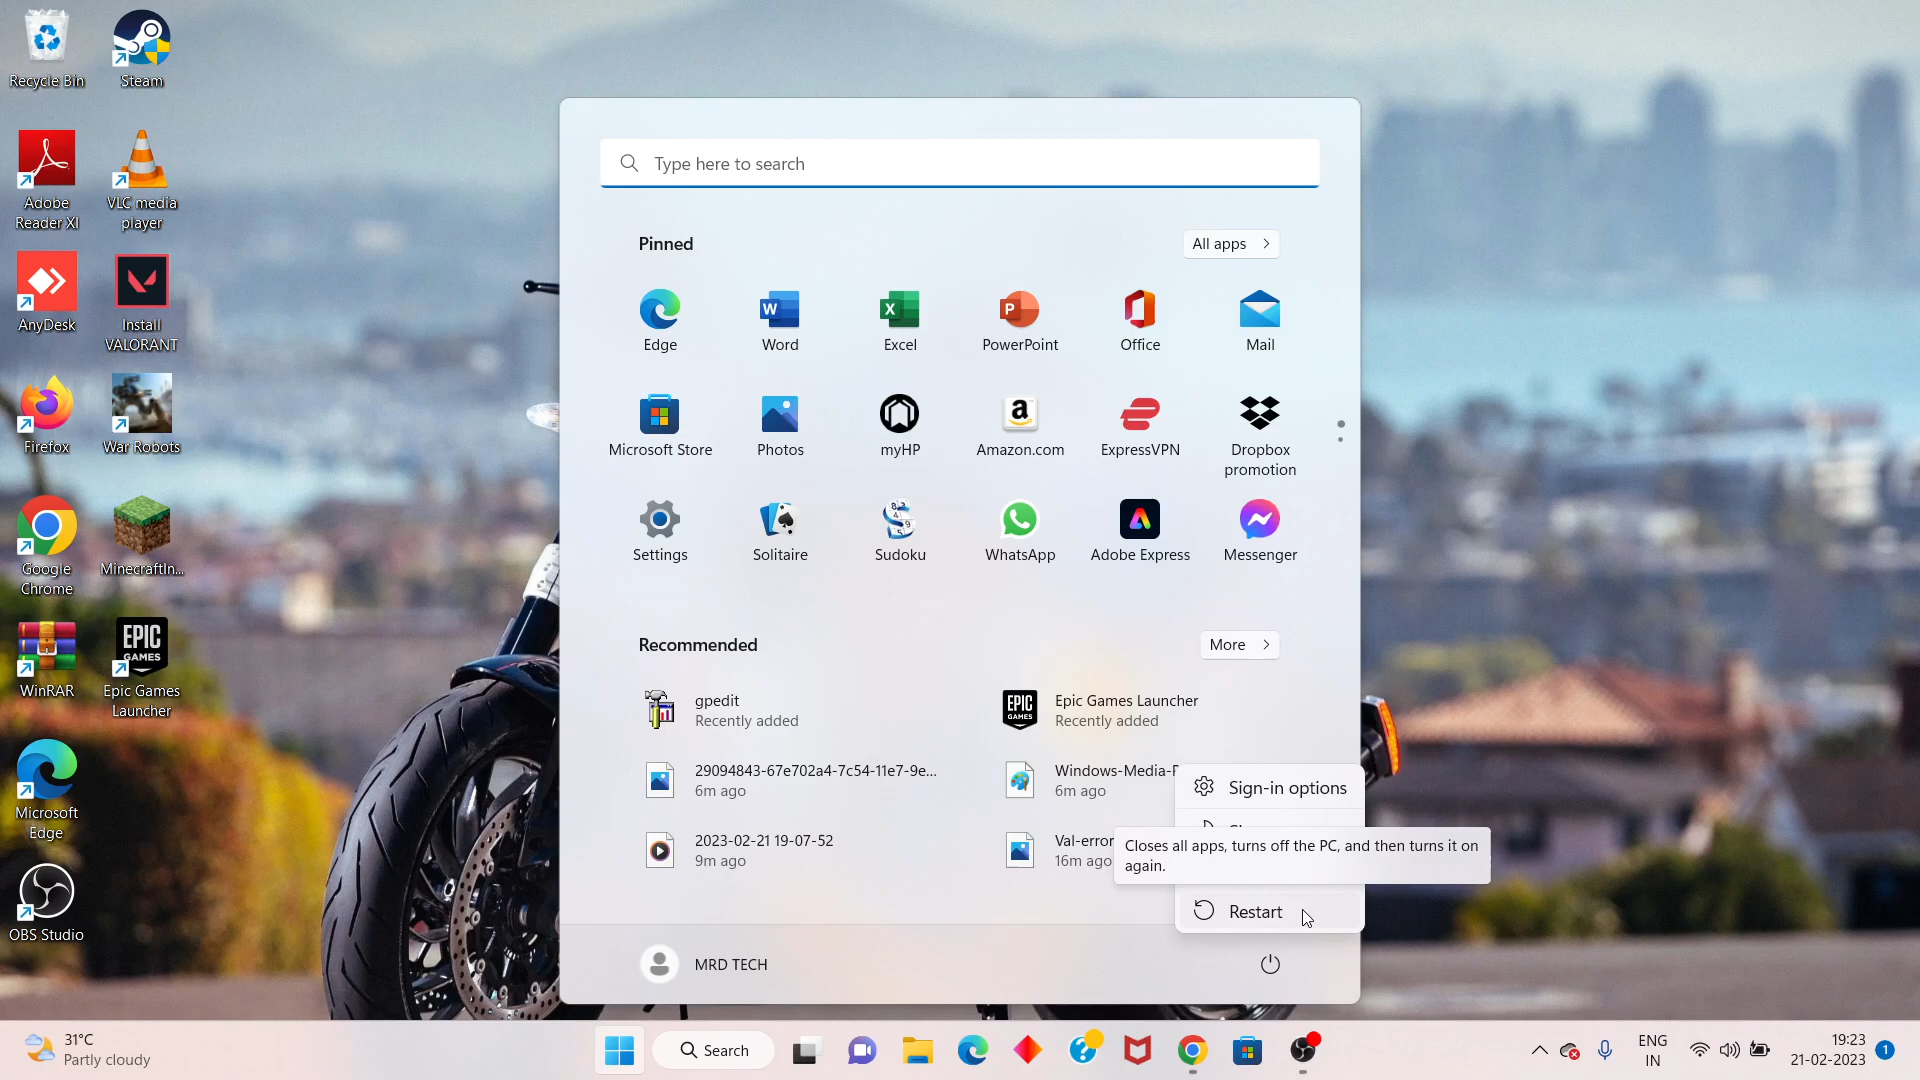 Recycle Bin
Steam
Adobe
Reader XI
VLC media
player
AnyDesk
Install
VALORANT
Firefox
War Robots
Google
Chrome
MinecraftIn...
WinRAR
EPIC
GAMES
Epic Games
Launcher
Microsoft
Edge
OBS Studio
Type here to search
Pinned
All apps
Edge
Word
Excel
PowerPoint
Office
Mail
Microsoft Store
Photos
myHP
Amazon.com
ExpressVPN
Dropbox
promotion
Settings
Solitaire
Sudoku
WhatsApp
Adobe Express
Messenger
Recommended
More
gpedit
Recently added
EPIC
GAMES
Epic Games Launcher
Recently added
29094843-67e702a4-7c54-11e7-9e...
6m ago
Windows-Media-
6m ago
2023-02-21 19-07-52
9m ago
Val-error
16m ago
Sign-in options
Closes all apps, turns off the PC, and then turns it on
again.
Restart
MRD TECH
31°C
Partly cloudy
Search
ENG
IN
19:23
21-02-2023
1